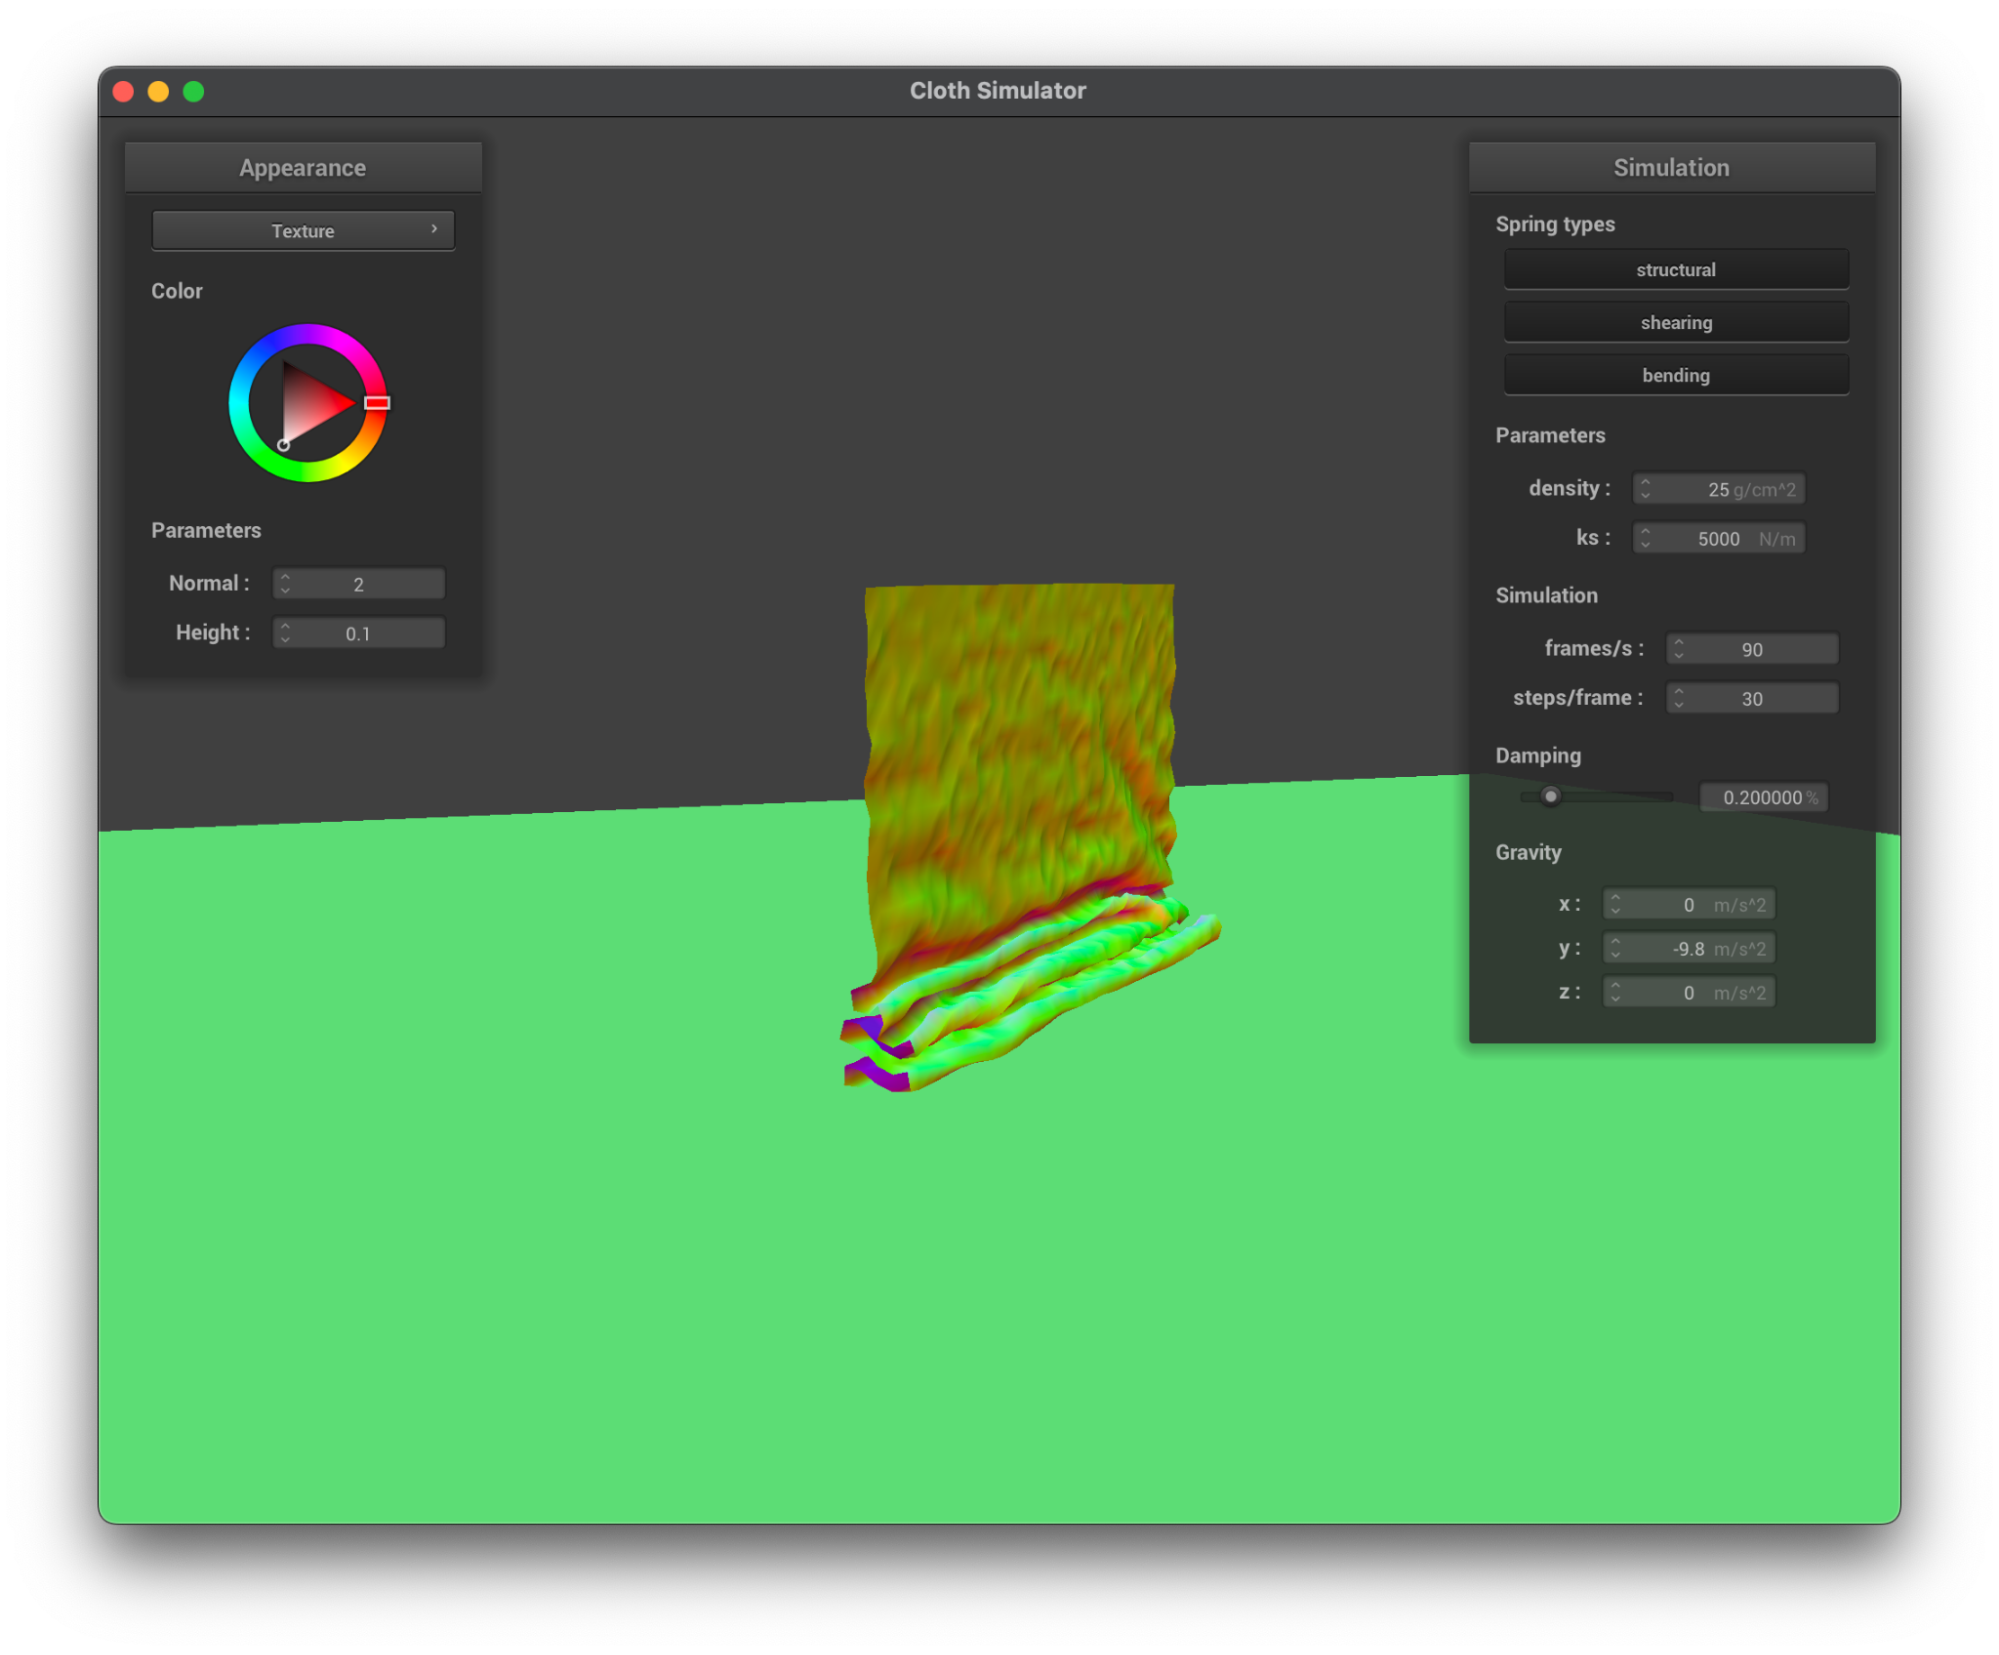 Cloth Simulator
Appearance
Texture
Color
Parameters
Normal : 2
Height : 0.1
Simulation
Spring types
structural
shearing
bending
Parameters
density : 25 g/cm^2
ks : 5000 N/m
Simulation
frames/s : 90
steps/frame : 30
Damping
0.200000 %
Gravity
x : 0 m/s^2
y : -9.8 m/s^2
z : 0 m/s^2